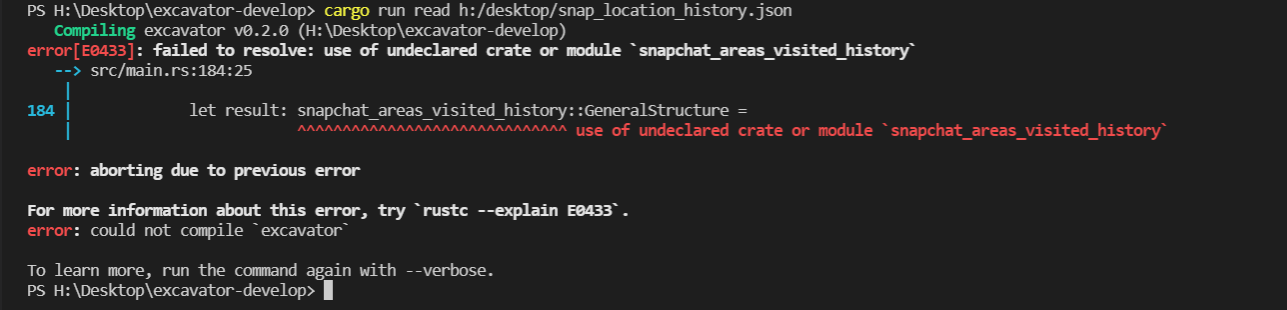 PS H:\Desktop\excavator-develop> cargo run read h:/desktop/snap_location_history.json
Compiling excavator v0.2.0 (H:\Desktop\excavator-develop)
error[E0433]: failed to resolve: use of undeclared crate or module `snapchat_areas_visited_history`
--> src/main.rs:184:25
|
184 | let result: snapchat_areas_visited_history::GeneralStructure =
| ^^^^^^^^^^^^^^^^^^^^^^^^^^^^^^ use of undeclared crate or module `snapchat_areas_visited_history`
error: aborting due to previous error
For more information about this error, try `rustc --explain E0433`.
error: could not compile `excavator`
To learn more, run the command again with --verbose.
PS H:\Desktop\excavator-develop>